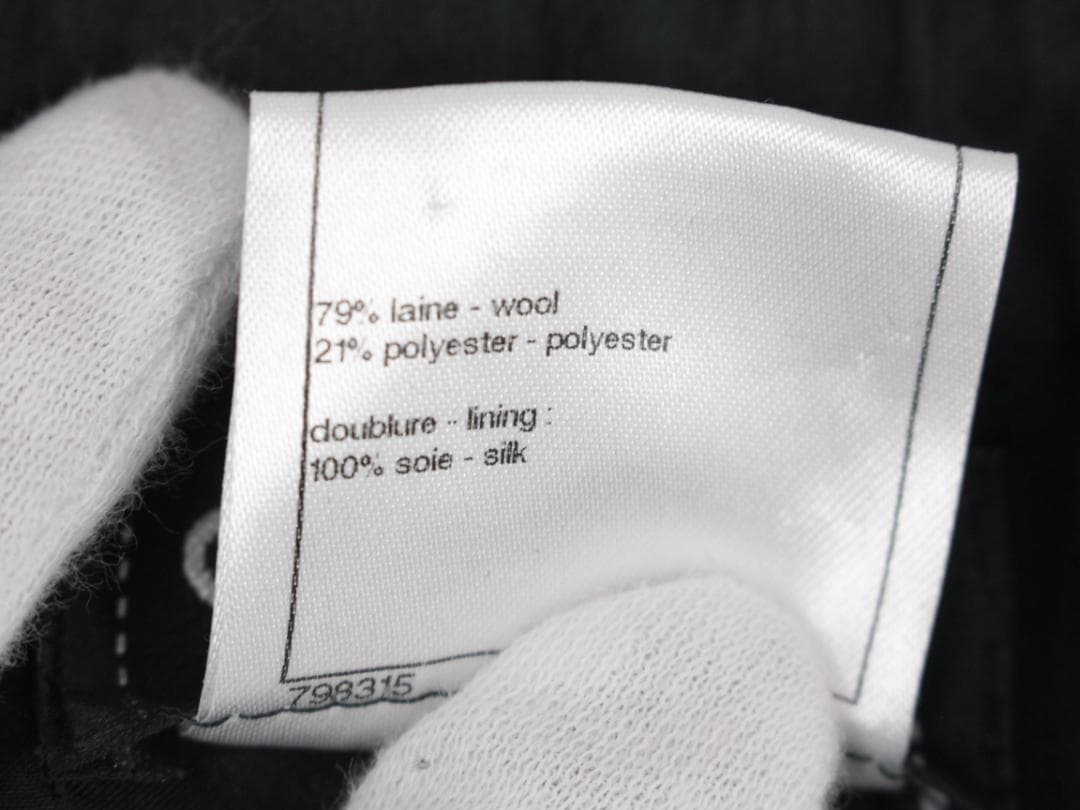 79% laine - wool
21% polyester - polyester
doublure - lining :
100% soie - silk
798315